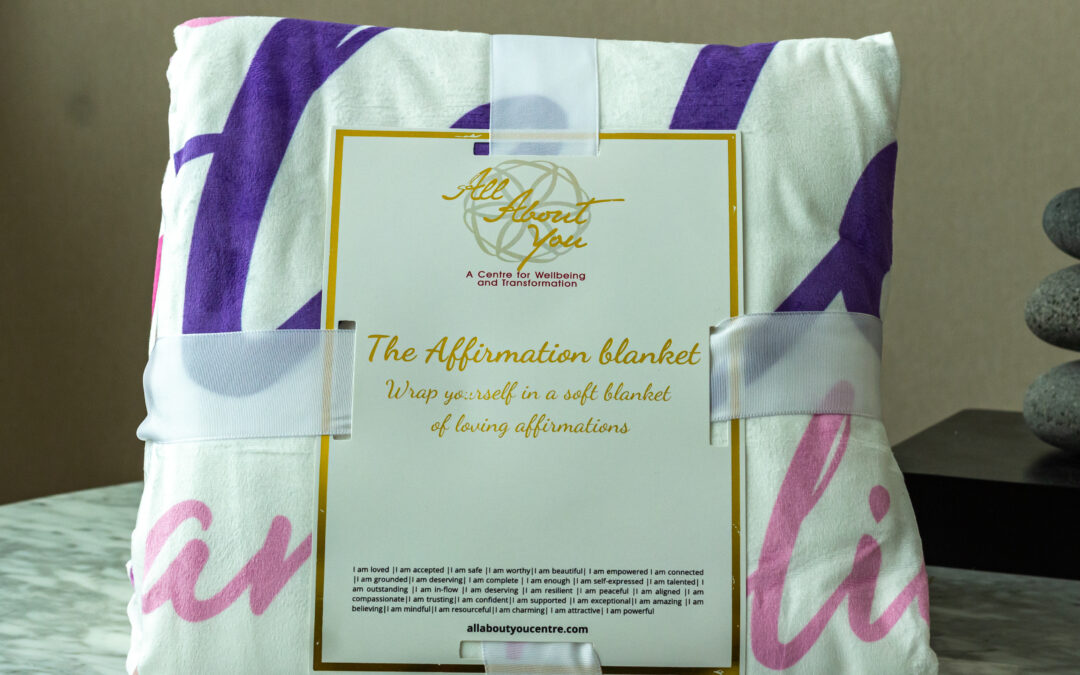 All
About
You
A Centre for Wellbeing
and Transformation
The Affirmation blanket
Wrap yourself in a soft blanket
of loving affirmations
I am loved |I am accepted |I am safe |I am worthy|I am beautiful| I am empowered I am connected
|I am grounded|I am deserving| I am complete | I am enough |I am self-expressed |I am talented| I
am outstanding |I am in-flow |I am deserving |I am resilient |I am peaceful |I am aligned |I am
compassionate|I am trusting|I am confident|I am supported |I am exceptional|I am amazing |I am
believing|I am mindful|I am resourceful|I am charming| I am attractive| I am powerful
allaboutyoucentre.com
am
li